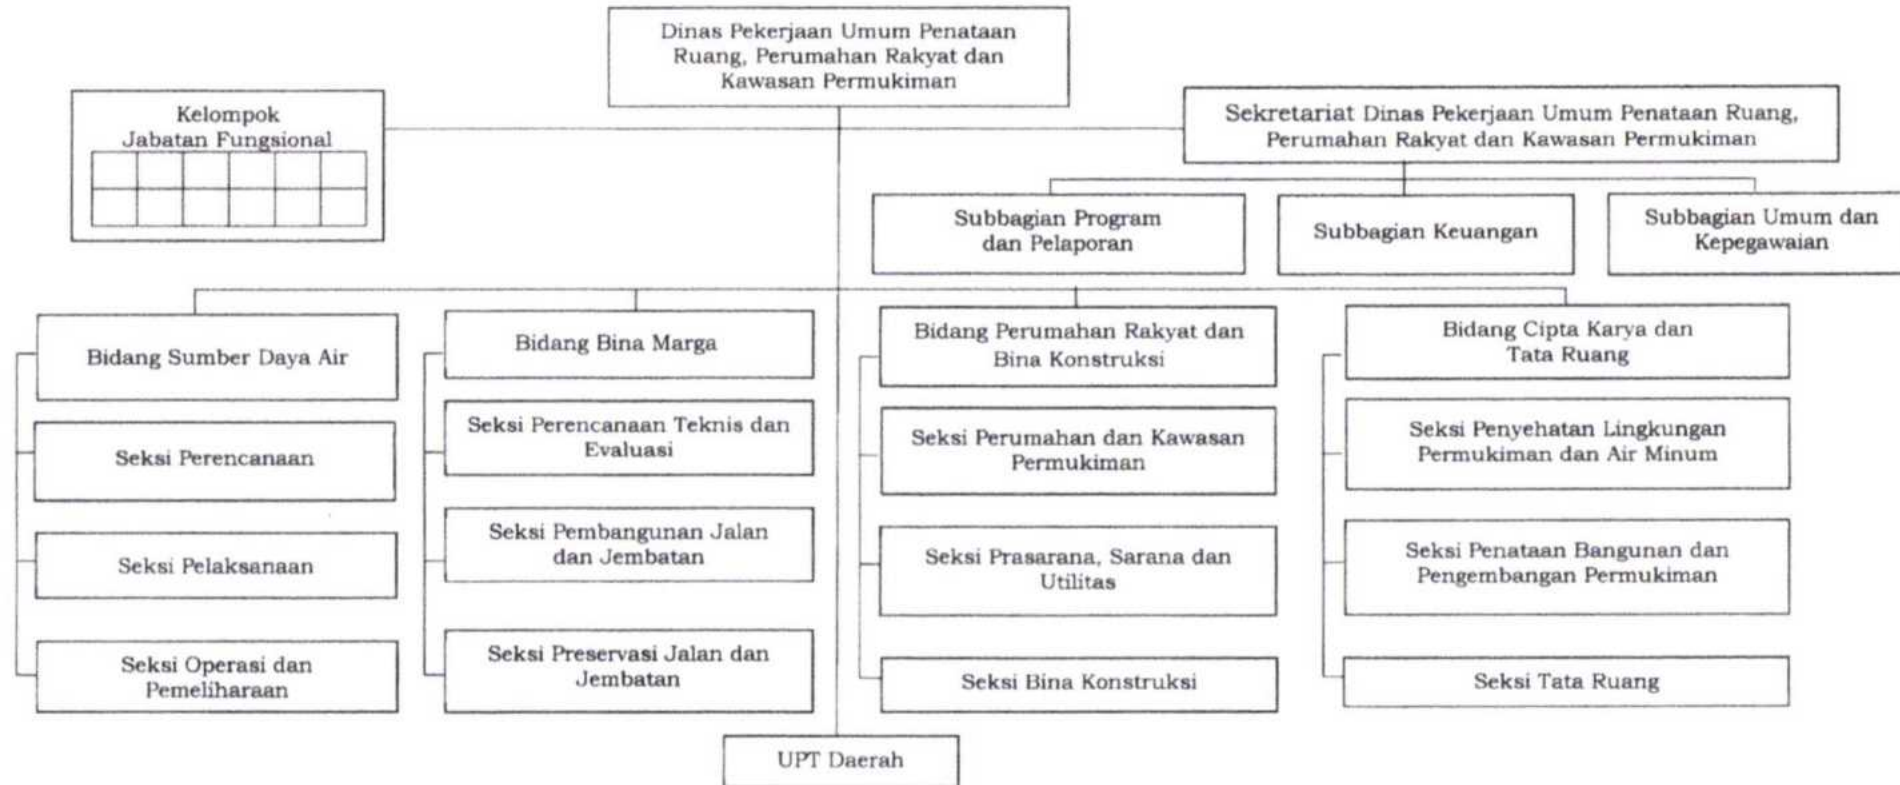 Dinas Pekerjaan Umum Penataan
Ruang, Perumahan Rakyat dan
Kawasan Permukiman
Kelompok
Jabatan Fungsional
Sekretariat Dinas Pekerjaan Umum Penataan Ruang,
Perumahan Rakyat dan Kawasan Permukiman
Subbagian Program
dan Pelaporan
Subbagian Keuangan
Subbagian Umum dan
Kepegawaian
Bidang Sumber Daya Air
Seksi Perencanaan
Seksi Pelaksanaan
Seksi Operasi dan
Pemeliharaan
Bidang Bina Marga
Seksi Perencanaan Teknis dan
Evaluasi
Seksi Pembangunan Jalan
dan Jembatan
Seksi Preservasi Jalan dan
Jembatan
Bidang Perumahan Rakyat dan
Bina Konstruksi
Seksi Perumahan dan Kawasan
Permukiman
Seksi Prasarana, Sarana dan
Utilitas
Seksi Bina Konstruksi
Bidang Cipta Karya dan
Tata Ruang
Seksi Penyehatan Lingkungan
Permukiman dan Air Minum
Seksi Penataan Bangunan dan
Pengembangan Permukiman
Seksi Tata Ruang
UPT Daerah